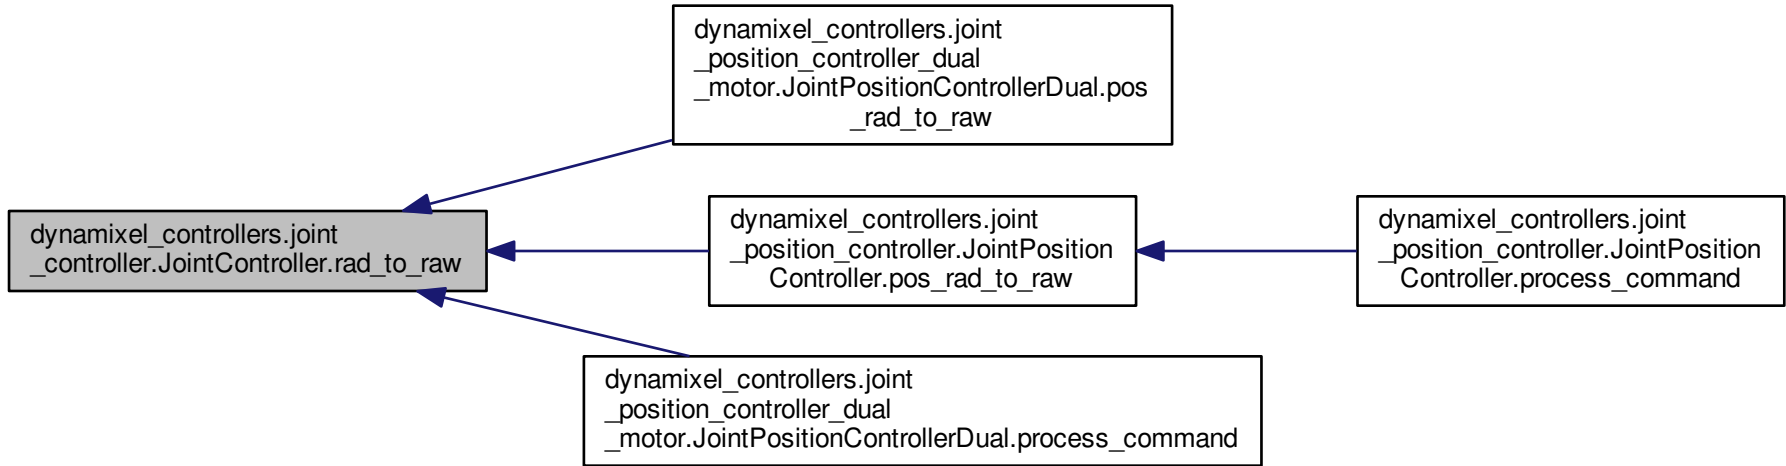 dynamixel_controllers.joint
_position_controller_dual
_motor.JointPositionControllerDual.pos
_rad_to_raw
dynamixel_controllers.joint
_controller.JointController.rad_to_raw
dynamixel_controllers.joint
_position_controller.JointPosition
Controller.pos_rad_to_raw
dynamixel_controllers.joint
_position_controller.JointPosition
Controller.process_command
dynamixel_controllers.joint
_position_controller_dual
_motor.JointPositionControllerDual.process_command